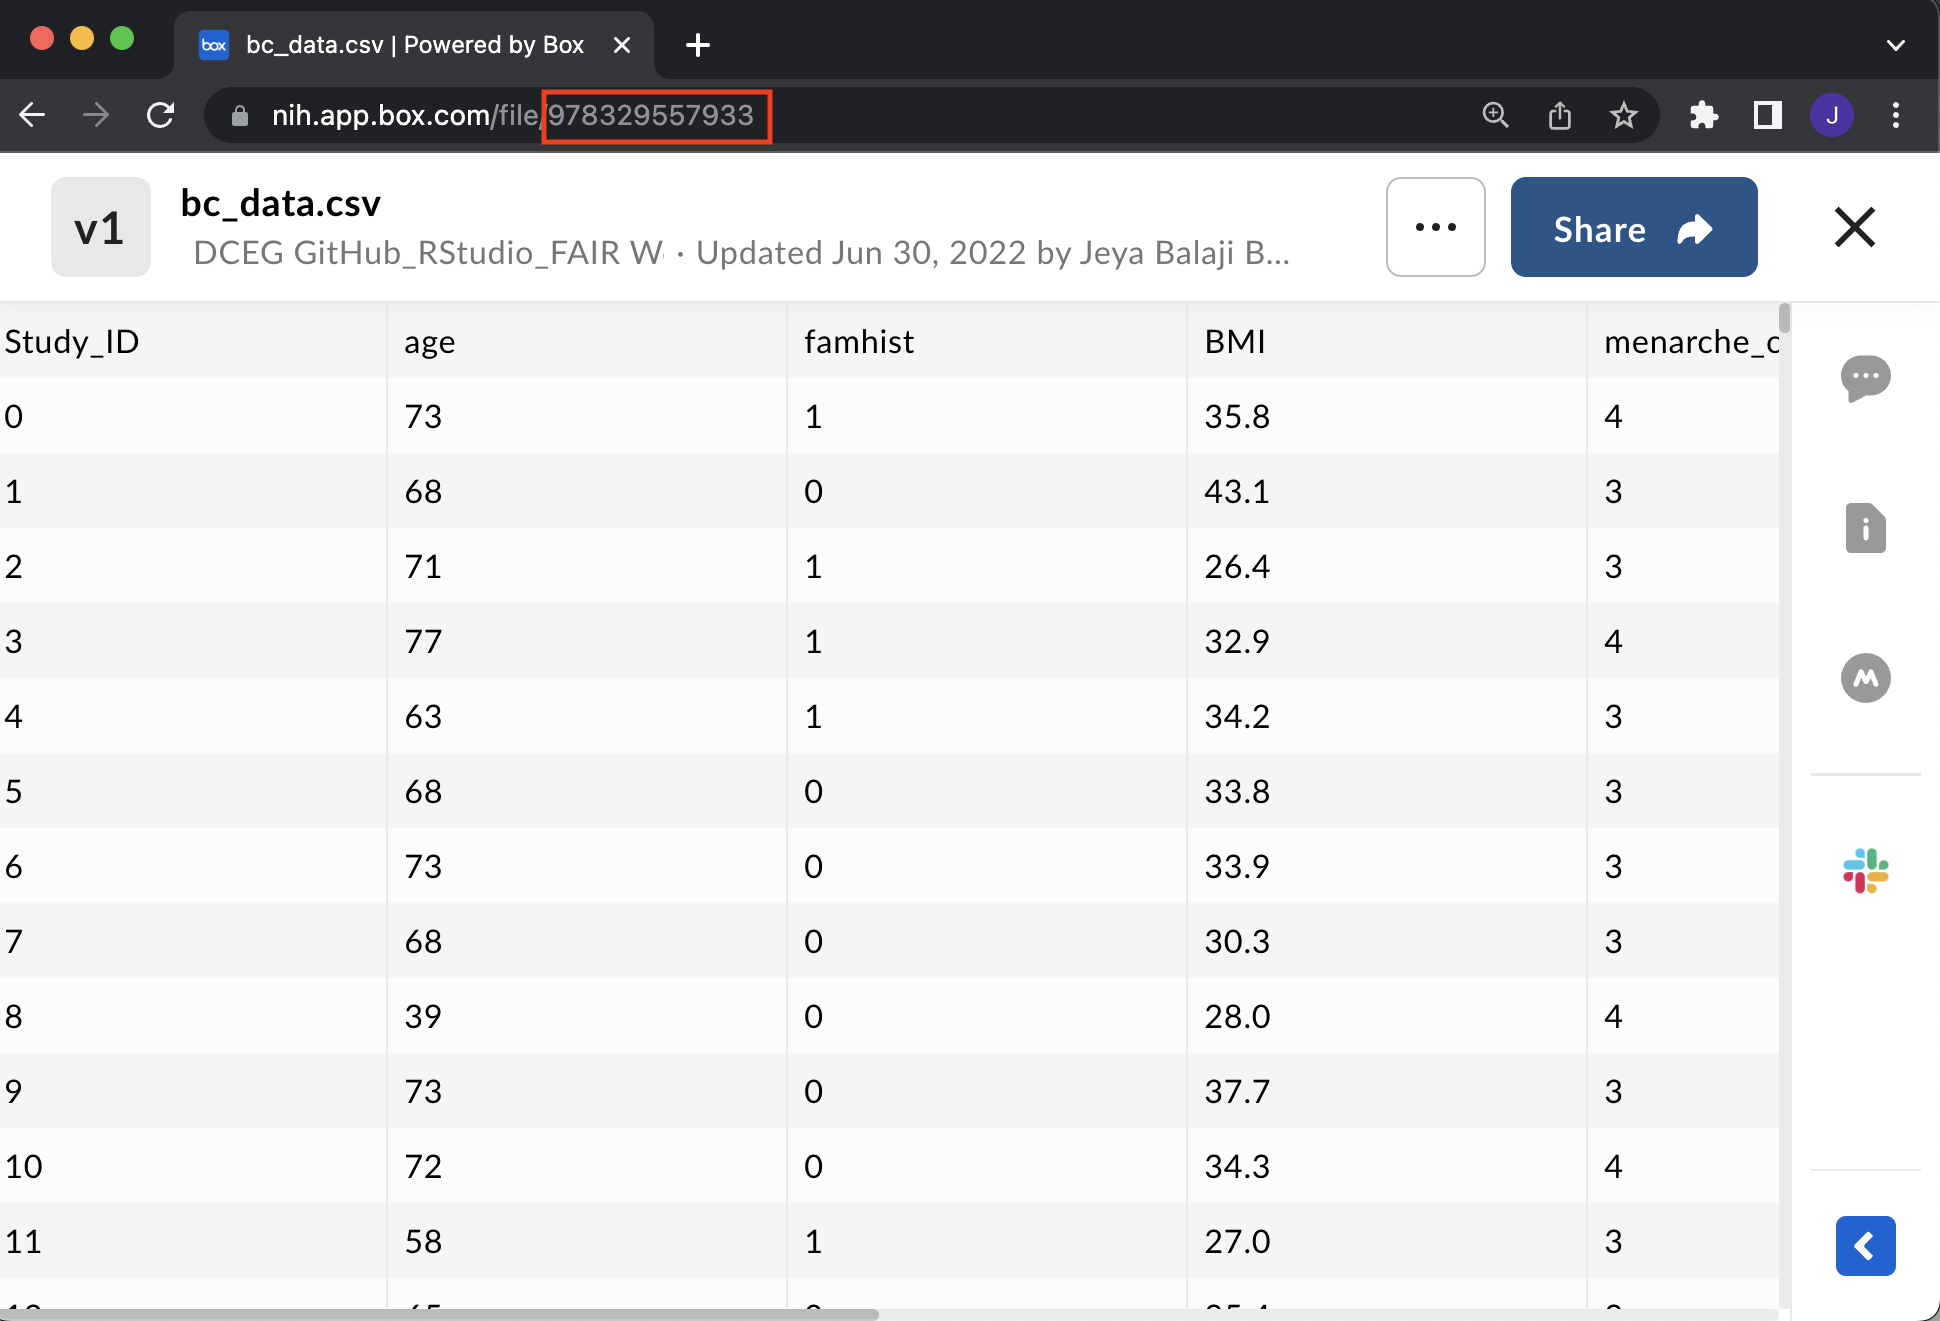 box bc_data.csv | Powered by Box
nih.app.box.com/file/978329557933 J
v1 bc_data.csv Share
DCEG GitHub_RStudio_FAIR · Updated Jun 30, 2022 by Jeya Balaji B...
Study_ID age famhist BMI menarche_c
0 73 1 35.8 4
1 68 0 43.1 3
2 71 1 26.4 3
3 77 1 32.9 4
4 63 1 34.2 3
5 68 0 33.8 3
6 73 0 33.9 3
7 68 0 30.3 3
8 39 0 28.0 4
9 73 0 37.7 3
10 72 0 34.3 4
11 58 1 27.0 3